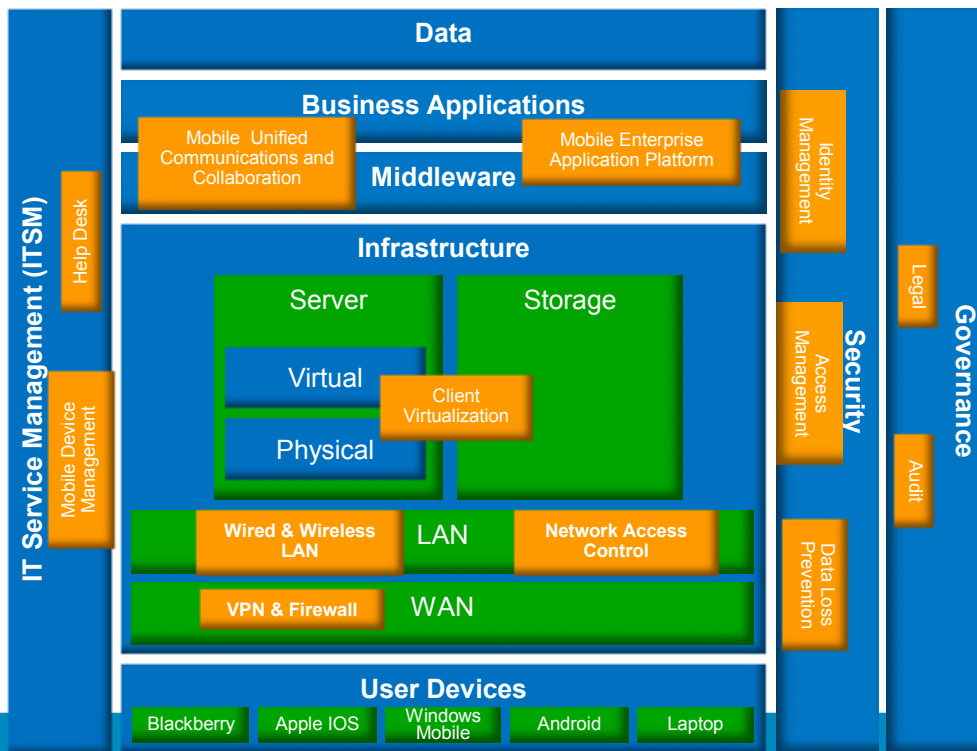 Data
Business Applications
Mobile Unified
Communications and
Collaboration
Mobile Enterprise
Application Platform
Middleware
IT Service Management (ITSM)
Help Desk
Mobile Device
Management
Infrastructure
Server
Storage
Virtual
Physical
Client
Virtualization
Wired & Wireless
LAN
LAN
Network Access
Control
VPN & Firewall
WAN
User Devices
Blackberry
Apple IOS
Windows
Mobile
Android
Laptop
Security
Identity
Management
Access
Management
Data Loss
Prevention
Governance
Legal
Audit